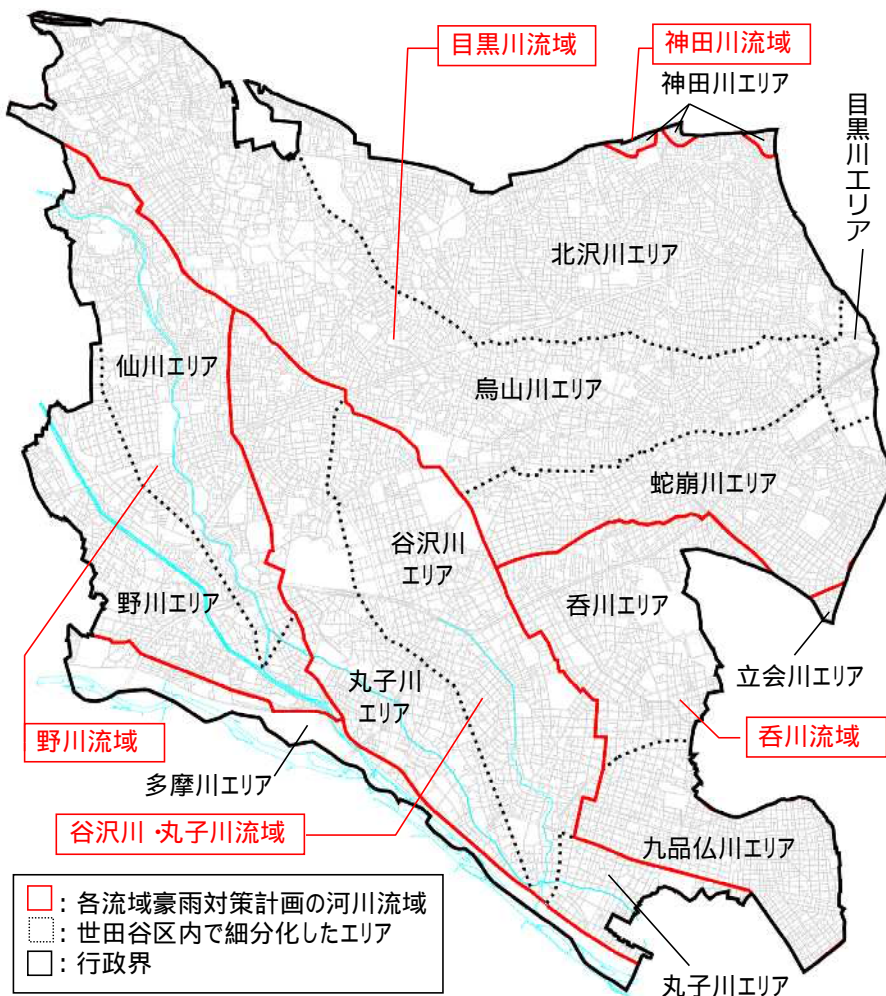 目黒川流域
神田川流域
神田川エリア
目黒川エリア
北沢川エリア
仙川エリア
烏山川エリア
蛇崩川エリア
谷沢川
エリア
呑川エリア
野川エリア
立会川エリア
丸子川
エリア
野川流域
呑川流域
多摩川エリア
谷沢川・丸子川流域
九品仏川エリア
：各流域豪雨対策計画の河川流域
：世田谷区内で細分化したエリア
：行政界
丸子川エリア